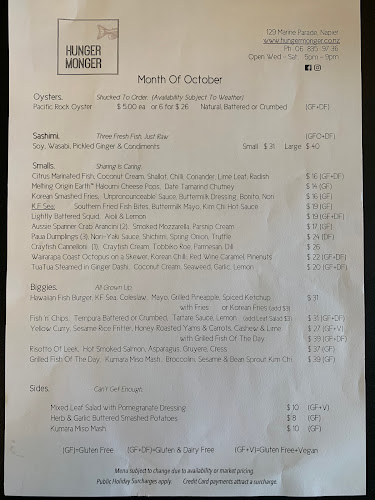 HUNGER
MONGER
120 Marine Parade, Napier
www.hungermonger.co.nz
Ph 06 835 9736
Open Wed - Sat 5pm - 9pm
Month Of October
Oysters. Shucked To Order. (Availability Subject To Weather)
Pacific Rock Oyster $ 5.00 ea or 6 for $ 26 Natural, Battered or Crumbed (GF+DF)
Sashimi. Three Fresh Fish, Just Raw (GFO+DF)
Soy, Wasabi, Pickled Ginger & Condiments Small $ 31 Large $ 40
Smalls. Sharing is Caring.
Citrus Marinated Fish, Coconut Cream, Shallot, Chilli, Coriander, Lime Leaf, Radish $ 16 (GF+DF)
Melting Origin Earth* Haloumi Cheese Pops, Date Tamarind Chutney $ 14 (GF)
Korean Smashed Fries, 'Unpronounceable' Sauce, Buttermilk Dressing, Bonito, Nori $ 16 (GF)
K.F Sea: Southern Fried Fish Bites, Buttermilk Mayo, Kim Chi Hot Sauce $ 19 (GF)
Lightly Battered Squid, Aioli & Lemon $ 19 (GF+DF)
Aussie Spanner Crab Arancini (2), Smoked Mozzarella, Parsnip Cream $ 17 (GF)
Paua Dumplings (3), Non-Yaki Sauce, Shichimi, Spring Onion, Truffle $ 24 (DF)
Crayfish Cannelloni (1), Crayfish Cream, Tobbiko Roe, Parmesan, Dill $ 26
Wairarapa Coast Octopus on a Skewer, Korean Chilli, Red Wine Caramel, Pinenuts $ 22 (GF+DF)
TuaTua Steamed in Ginger Dashi, Coconut Cream, Seaweed, Garlic, Lemon $ 20 (GF+DF)
Biggies. All Grown Up.
Hawaiian Fish Burger, KF Sea, Coleslaw, Mayo, Grilled Pineapple, Spiced Ketchup $ 31
with Fries or Korean Fries (add $3)
Fish n' Chips, Tempura Battered or Crumbed, Tartare Sauce, Lemon (add Leaf Salad $3) $ 31 (GF+DF)
Yellow Curry, Sesame Rice Fritter, Honey Roasted Yams & Carrots, Cashew & Lime $ 27 (GF+V)
with Grilled Fish Of The Day $ 39 (GF+DF)
Risotto Of Leek, Hot Smoked Salmon, Asparagus, Gruyere, Cress $ 37 (GF)
Grilled Fish Of The Day, Kumara Miso Mash, Broccolini, Sesame & Bean Sprout Kim Chi $ 39 (GF)
Sides. Can't Get Enough.
Mixed Leaf Salad with Pomegranate Dressing $ 10 (GF+V)
Herb & Garlic Buttered Smashed Potatoes $ 8 (GF)
Kumara Miso Mash $ 10 (GF)
(GF)=Gluten Free (GF+DF)=Gluten & Dairy Free (GF+V)=Gluten Free+Vegan
Menu subject to change due to availability or market pricing.
Public Holiday Surcharges apply. Credit Card payments attract a surcharge.